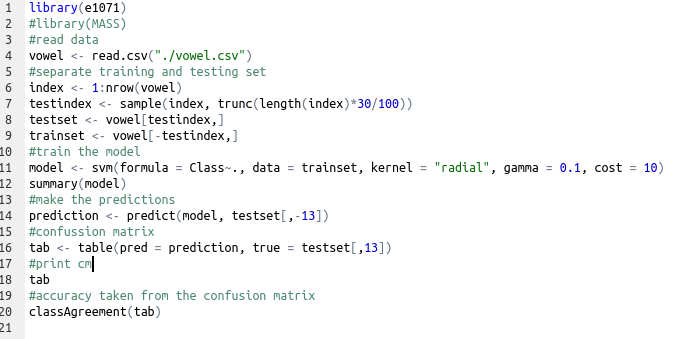 1 library(e1071)
2 #library(MASS)
3 #read data
4 vowel <- read.csv("./vowel.csv")
5 #separate training and testing set
6 index <- 1:nrow(vowel)
7 testindex <- sample(index, trunc(length(index)*30/100))
8 testset <- vowel[testindex,]
9 trainset <- vowel[-testindex,]
10 #train the model
11 model <- svm(formula = Class~., data = trainset, kernel = "radial", gamma = 0.1, cost = 10)
12 summary(model)
13 #make the predictions
14 prediction <- predict(model, testset[,-13])
15 #confussion matrix
16 tab <- table(pred = prediction, true = testset[,13])
17 #print cm
18 tab
19 #accuracy taken from the confusion matrix
20 classAgreement(tab)
21